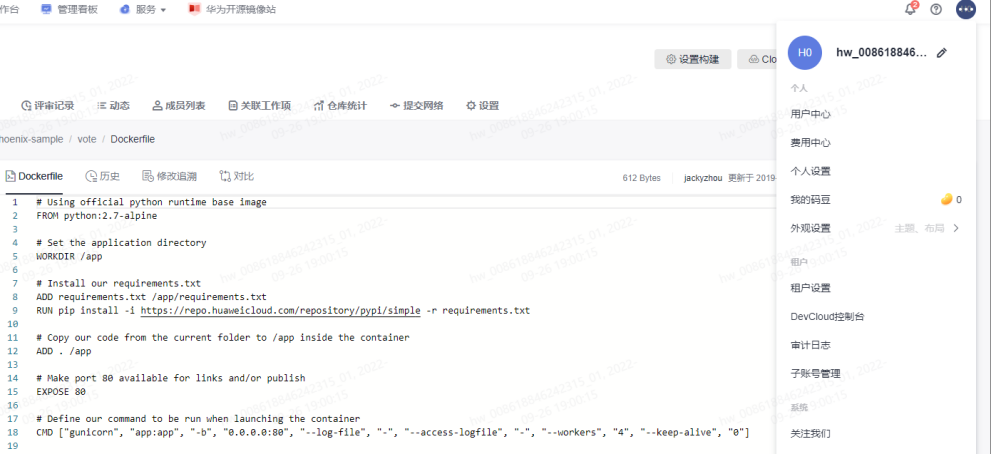 作台 管理看板 服务 华为开源镜像站 2
H0 hw_008618846...
设置构建 Clo
个人
评审记录 动态 成员列表 关联工作项 仓库统计 提交网络 设置
用户中心
hoenix-sample / vote / Dockerfile
费用中心
个人设置
Dockerfile 历史 修改追溯 对比 612 Bytes jackyzhou 更新于 2019-
我的码豆 0
外观设置 主题、布局
租户
租户设置
DevCloud控制台
审计日志
子账号管理
系统
关注我们
1 # Using official python runtime base image
2 FROM python:2.7-alpine
3
4 # Set the application directory
5 WORKDIR /app
6
7 # Install our requirements.txt
8 ADD requirements.txt /app/requirements.txt
9 RUN pip install -i https://repo.huaweicloud.com/repository/pypi/simple -r requirements.txt
10
11 # Copy our code from the current folder to /app inside the container
12 ADD . /app
13
14 # Make port 80 available for links and/or publish
15 EXPOSE 80
16
17 # Define our command to be run when launching the container
18 CMD ["gunicorn", "app:app", "-b", "0.0.0.0:80", "--log-file", "-", "--access-logfile", "-", "--workers", "4", "--keep-alive", "0"]
19
hw_008618846242315_01, 2022-
09-26 19:00:15